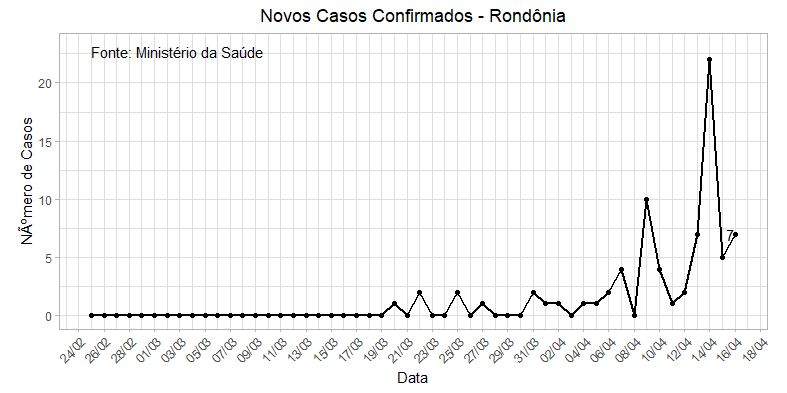 Novos Casos Confirmados - Rondônia
Fonte: Ministério da Saúde
NÃºmero de Casos
20
15
10
5
0
7
24/02 26/02 28/02 01/03 03/03 05/03 07/03 09/03 11/03 13/03 15/03 17/03 19/03 21/03 23/03 25/03 27/03 29/03 31/03 02/04 04/04 06/04 08/04 10/04 12/04 14/04 16/04 18/04
Data